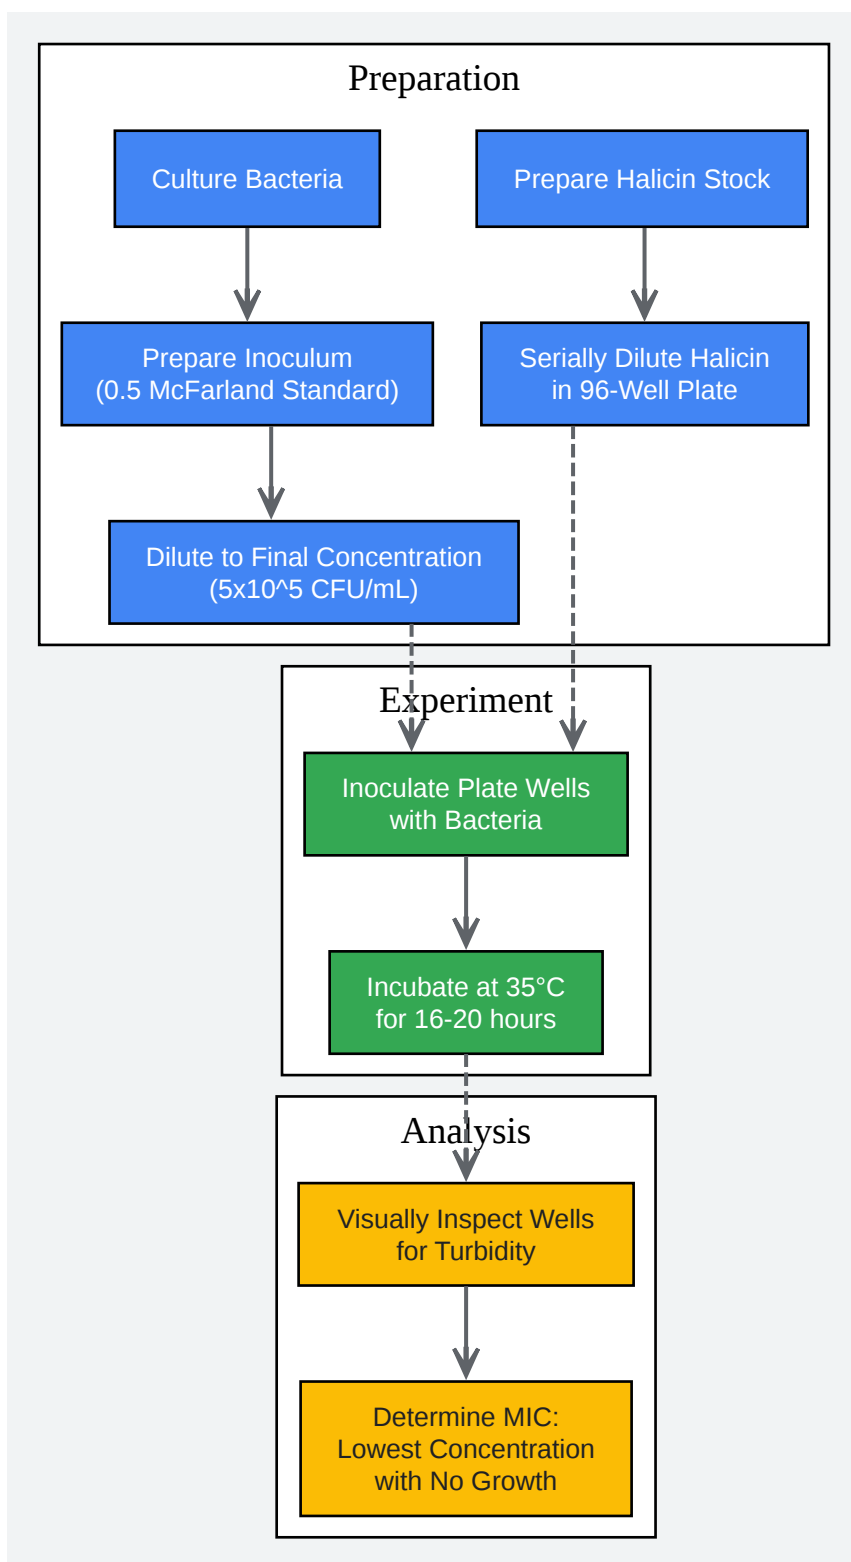 Preparation
Culture Bacteria
Prepare Halicin Stock
Prepare Inoculum
(0.5 McFarland Standard)
Serially Dilute Halicin
in 96-Well Plate
Dilute to Final Concentration
(5x10^5 CFU/mL)
Experiment
Inoculate Plate Wells
with Bacteria
Incubate at 35°C
for 16-20 hours
Analysis
Visually Inspect Wells
for Turbidity
Determine MIC:
Lowest Concentration
with No Growth